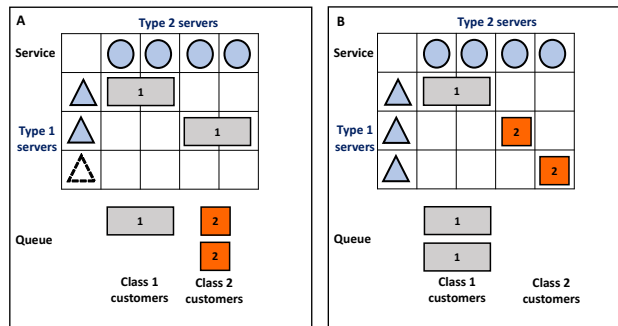 A
Type 2 servers
Service
1
Type 1
servers
1
Queue
1
2
2
Class 1
customers
Class 2
customers
B
Type 2 servers
Service
1
Type 1
servers
2
2
Queue
1
1
Class 1
customers
Class 2
customers